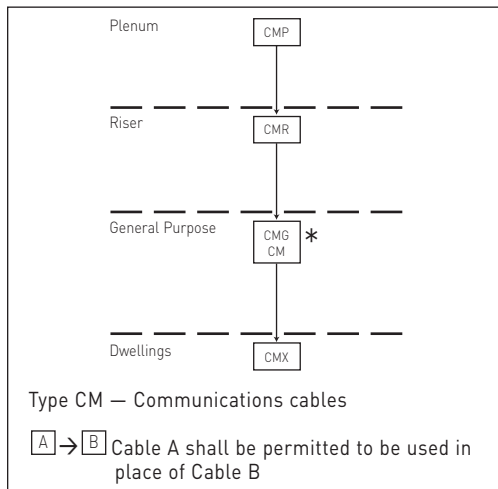 Plenum
CMP
Riser
CMR
General Purpose
CMG
CM
*
Dwellings
CMX
Type CM — Communications cables
A → B Cable A shall be permitted to be used in
place of Cable B